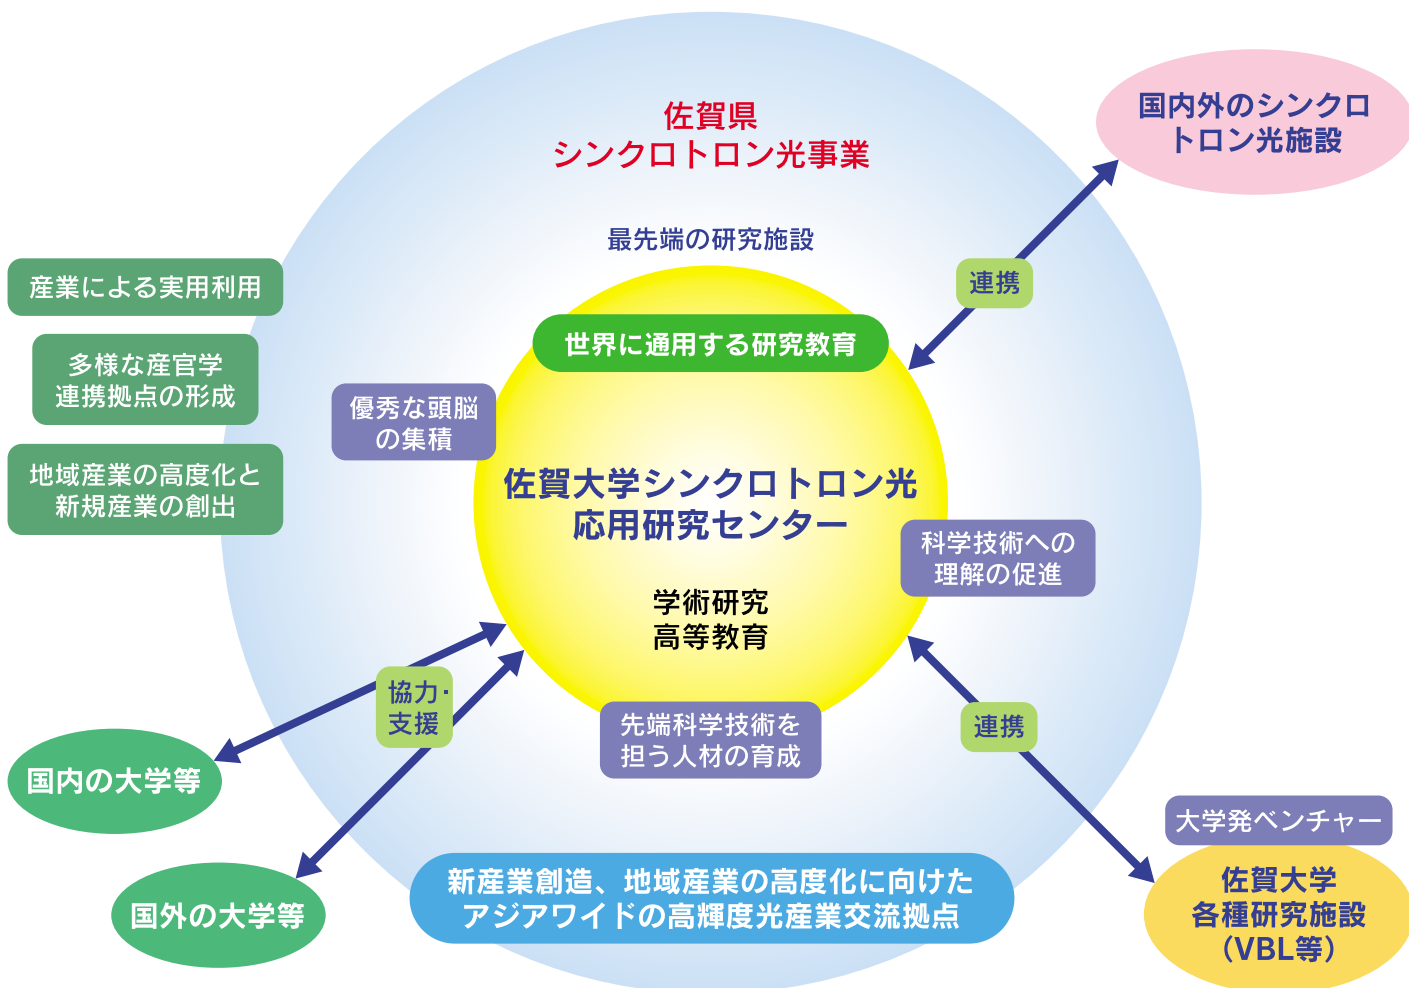 佐賀県
シンクロトロン光事業
国内外のシンクロ
トロン光施設
最先端の研究施設
連携
産業による実用利用
世界に通用する研究教育
多様な産官学
連携拠点の形成
優秀な頭脳
の集積
地域産業の高度化と
新規産業の創出
佐賀大学シンクロトロン光
応用研究センター
科学技術への
理解の促進
学術研究
高等教育
協力・
支援
先端科学技術を
担う人材の育成
連携
国内の大学等
大学発ベンチャー
国外の大学等
新産業創造、地域産業の高度化に向けた
アジアワイドの高輝度光産業交流拠点
佐賀大学
各種研究施設
（VBL等）